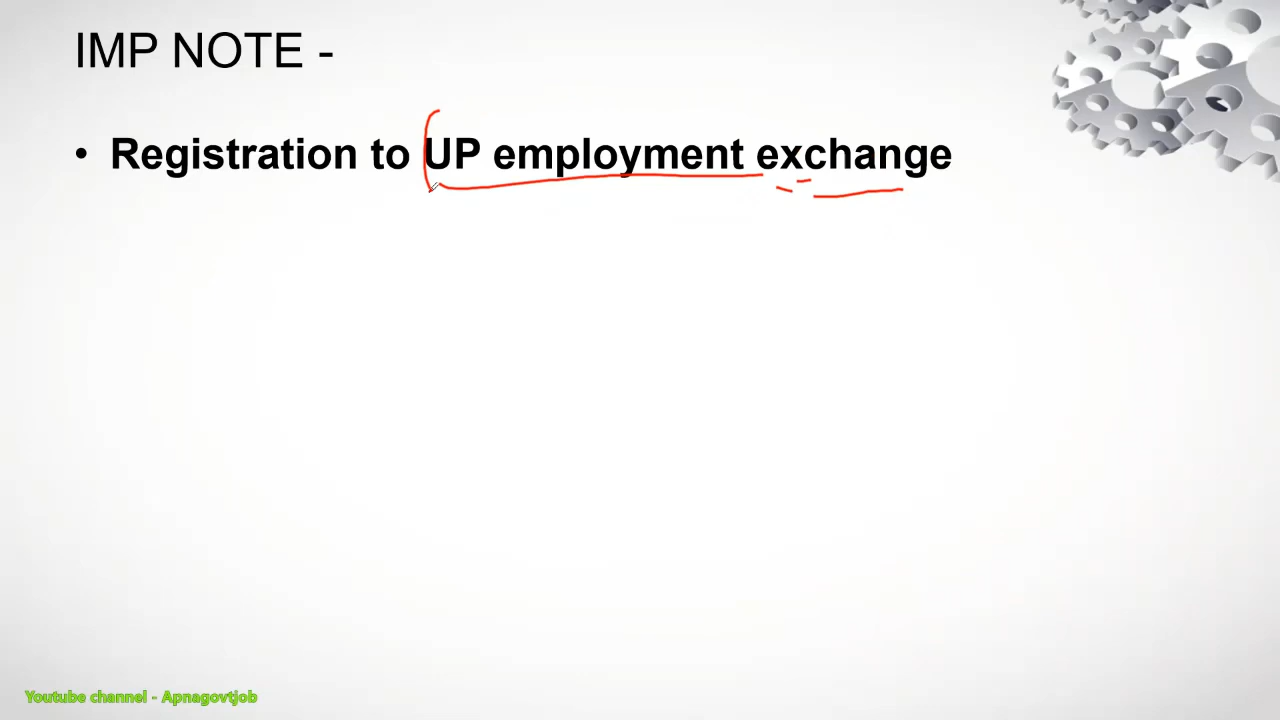 IMP NOTE -
• Registration to UP employment exchange
Youtube channel - Apnagovtjob